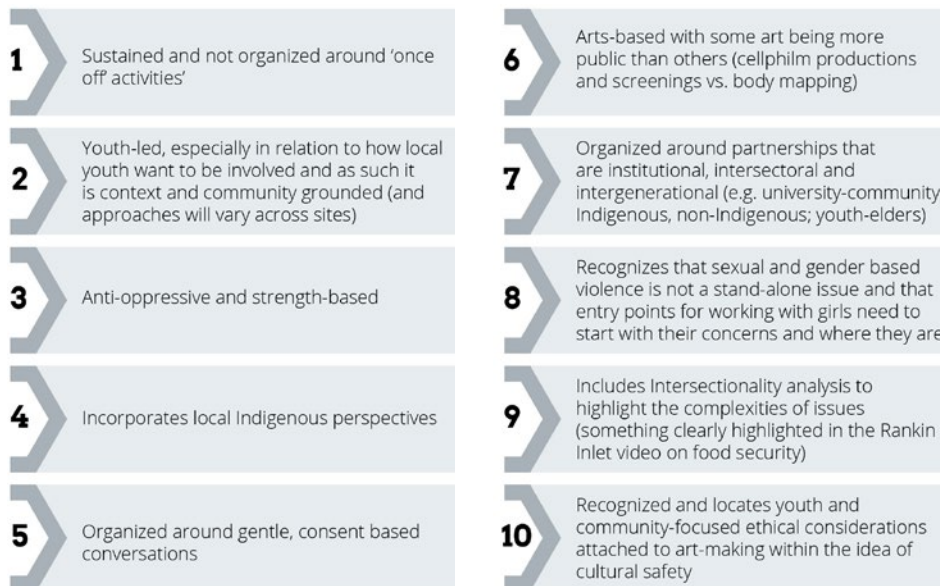 1
Sustained and not organized around ‘once
off’ activities’
2
Youth-led, especially in relation to how local
youth want to be involved and as such it
is context and community grounded (and
approaches will vary across sites)
3
Anti-oppressive and strength-based
4
Incorporates local Indigenous perspectives
5
Organized around gentle, consent based
conversations
6
Arts-based with some art being more
public than others (cellphilm productions
and screenings vs. body mapping)
7
Organized around partnerships that
are institutional, intersectoral and
intergenerational (e.g. university-community
Indigenous, non-Indigenous; youth-elders)
8
Recognizes that sexual and gender based
violence is not a stand-alone issue and that
entry points for working with girls need to
start with their concerns and where they are
9
Includes Intersectionality analysis to
highlight the complexities of issues
(something clearly highlighted in the Rankin
Inlet video on food security)
10
Recognized and locates youth and
community-focused ethical considerations
attached to art-making within the idea of
cultural safety